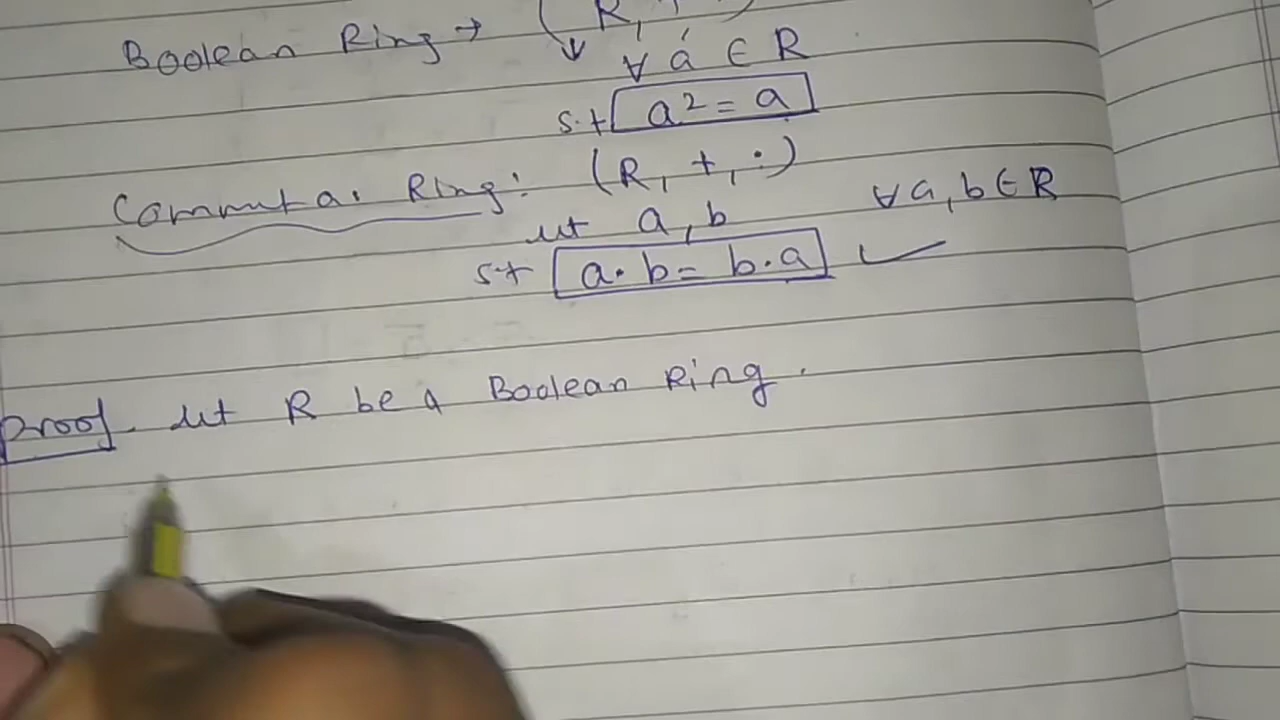 Boolean Ring → (R, 
∀ a ∈ R
s.t a² = a
Commuta. Ring: (R, +, ·)
let a, b ∀ a, b ∈ R
s.t a · b = b · a ✓
Proof. let R be a Boolean Ring.